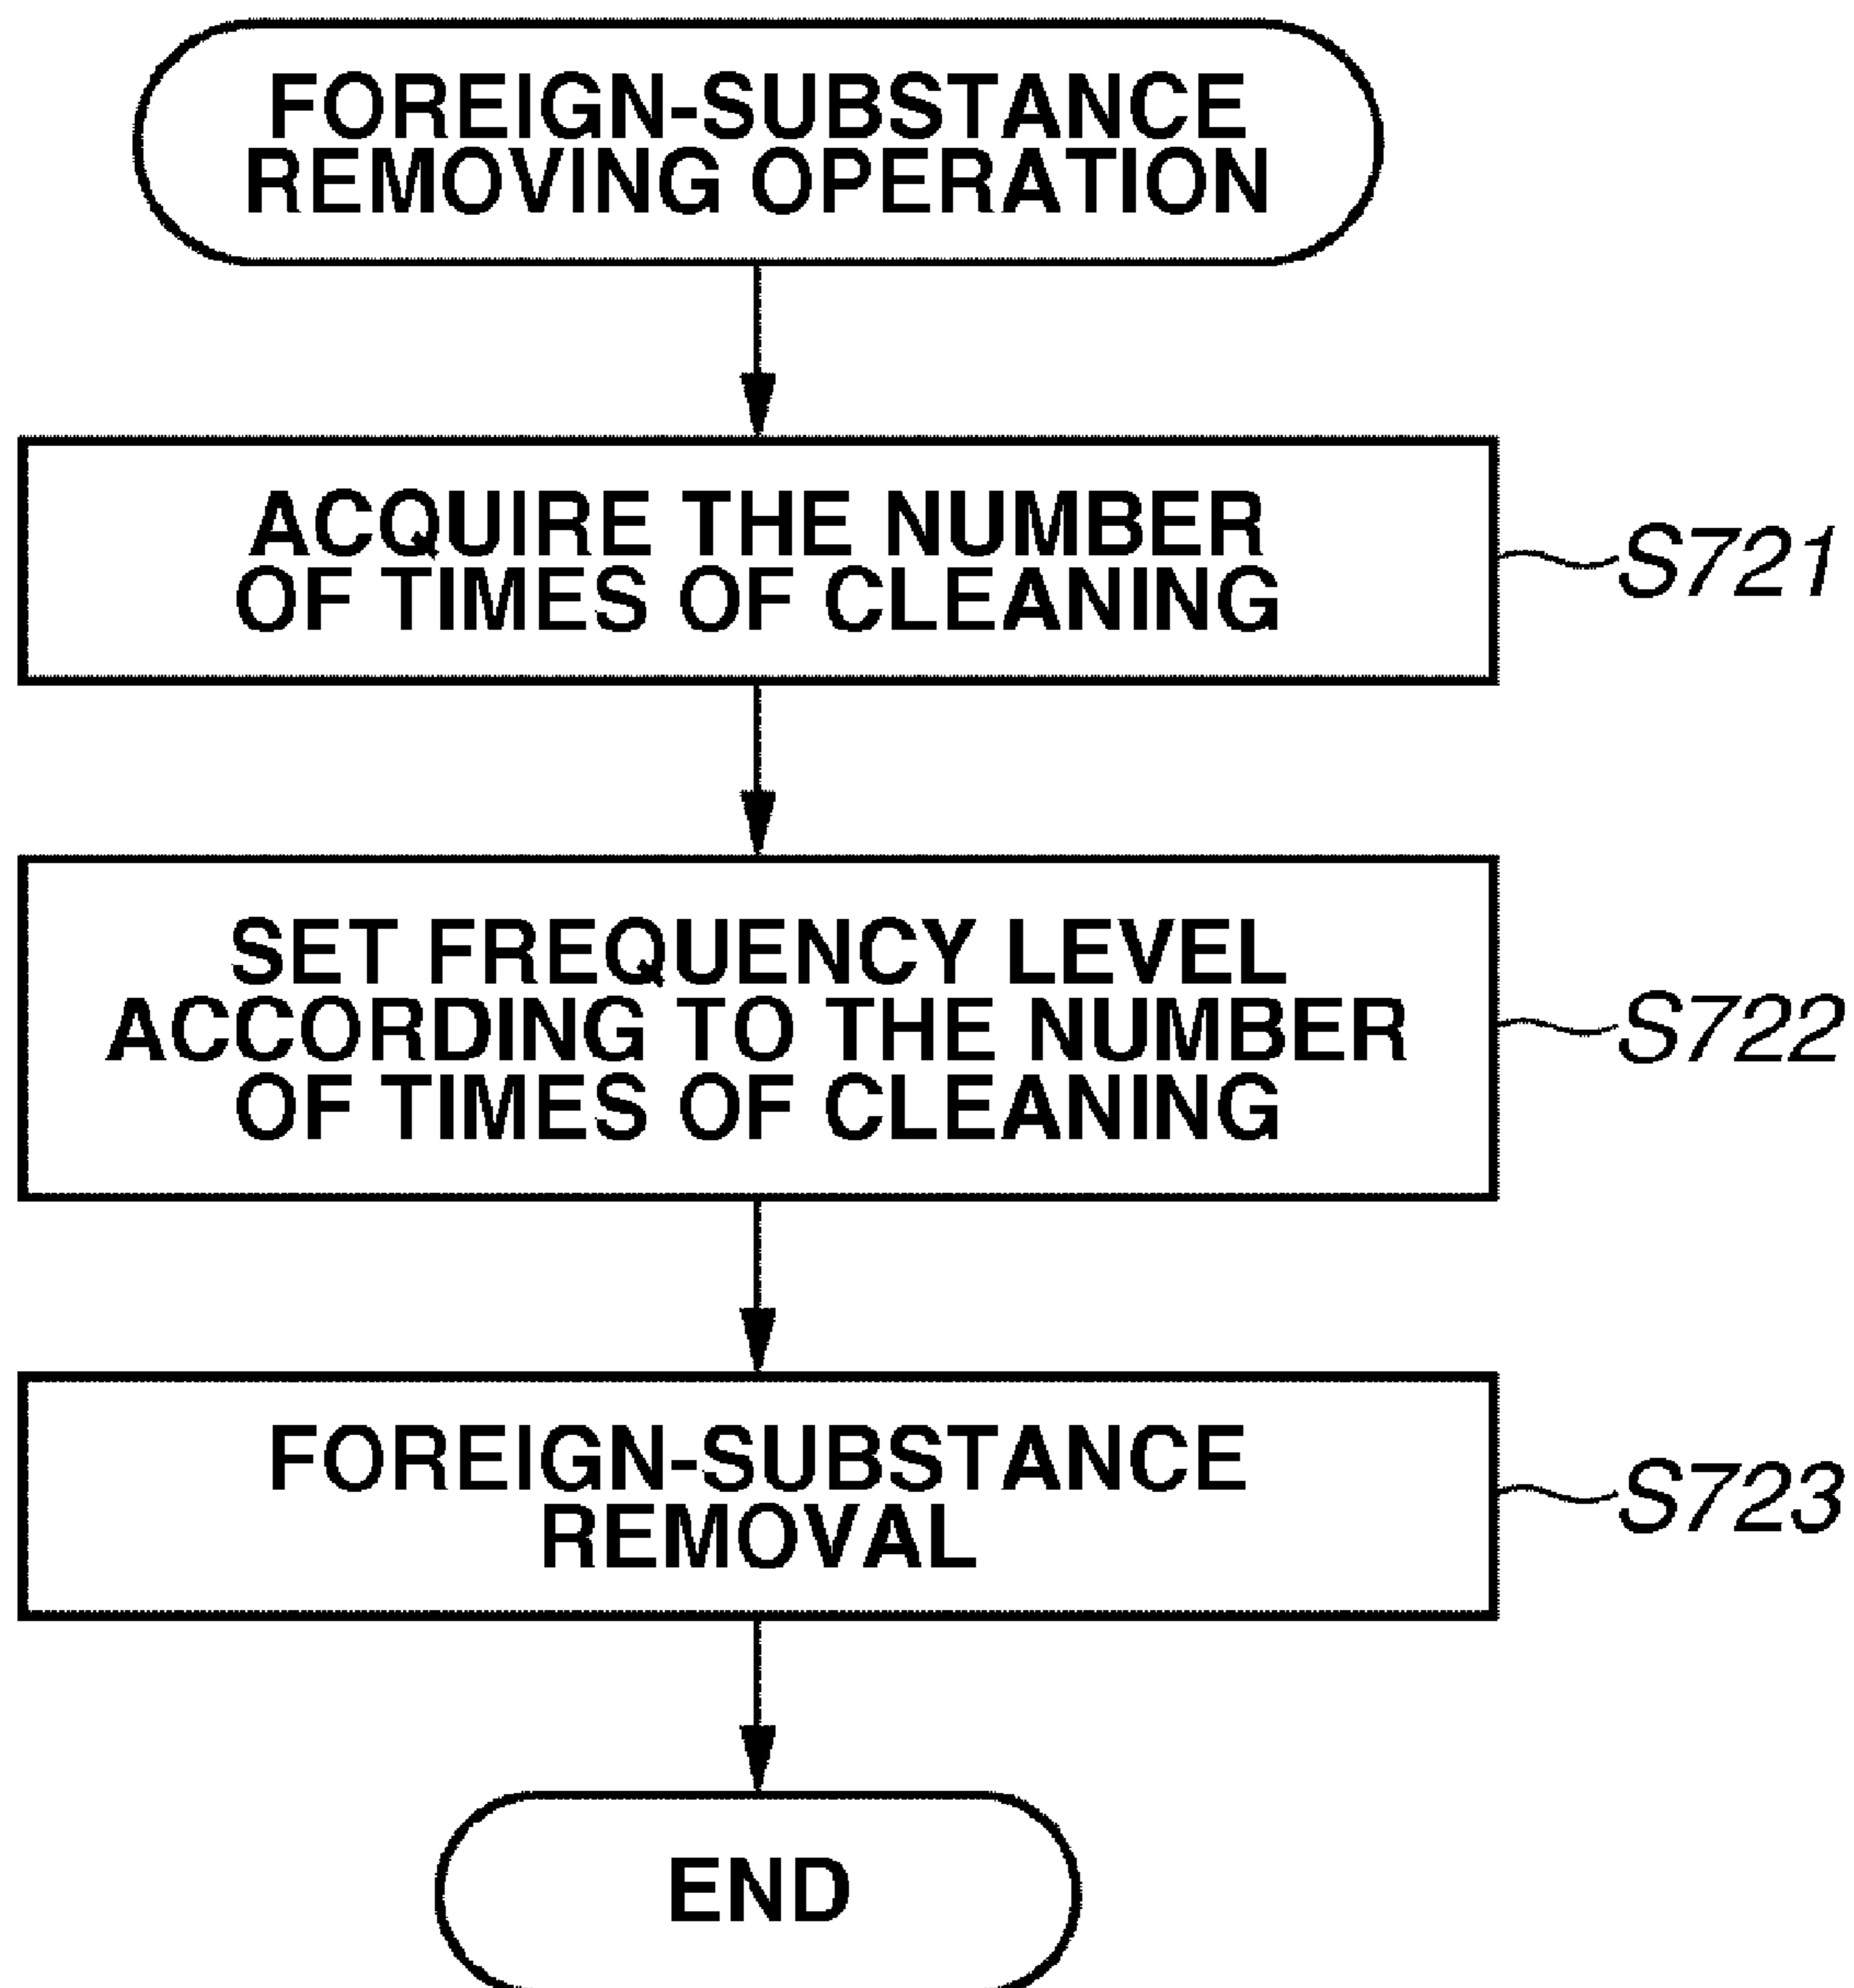 FOREIGN-SUBSTANCE
REMOVING OPERATION
ACQUIRE THE NUMBER
OF TIMES OF CLEANING
S721
SET FREQUENCY LEVEL
ACCORDING TO THE NUMBER
OF TIMES OF CLEANING
S722
FOREIGN-SUBSTANCE
REMOVAL
S723
END